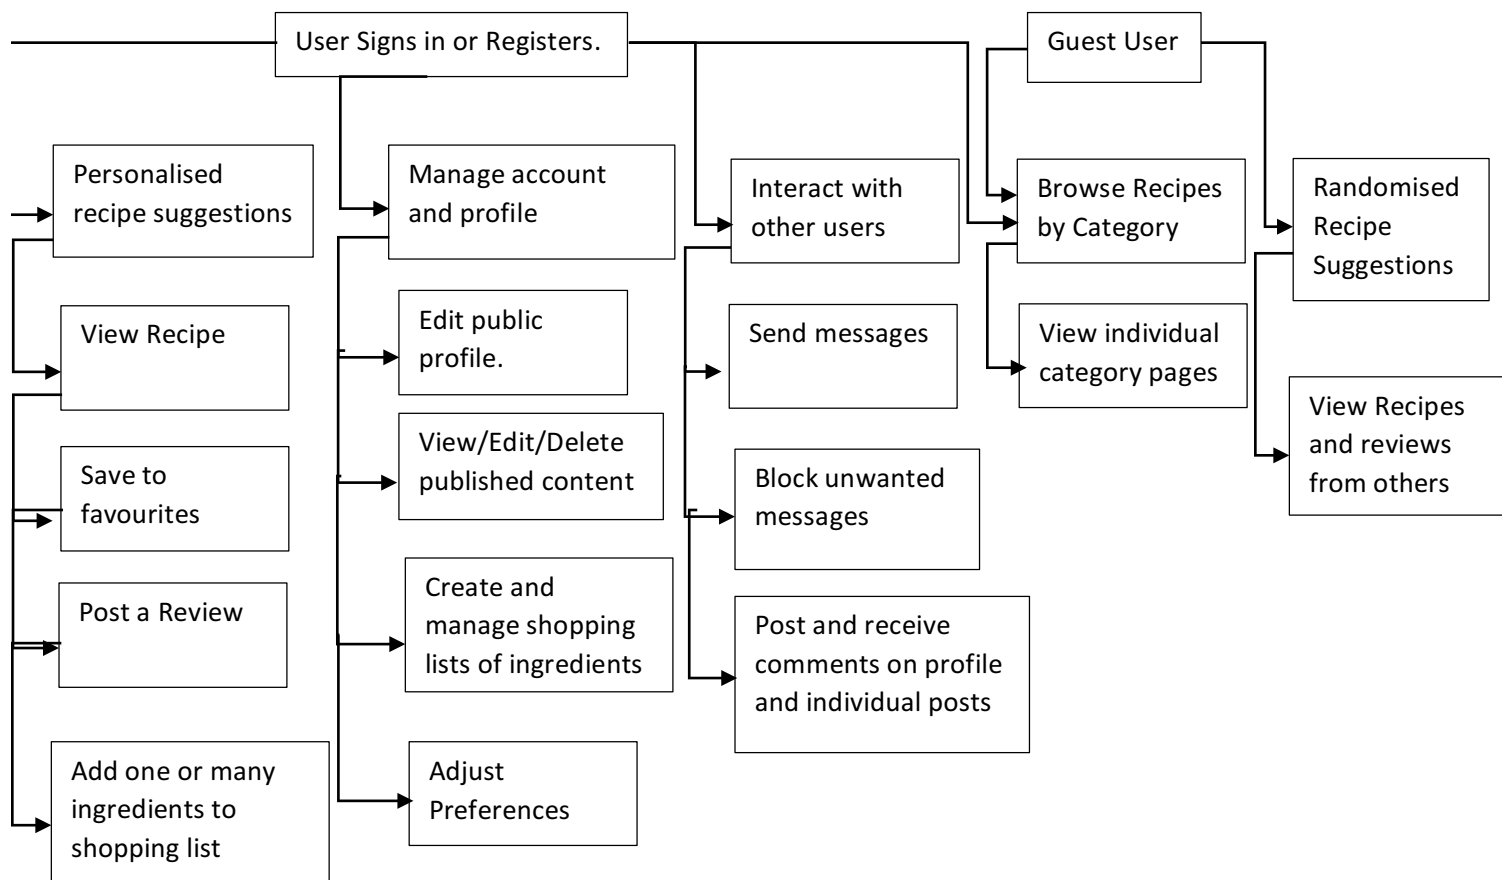 User Signs in or Registers.
Guest User
Personalised
recipe suggestions
View Recipe
Save to
favourites
Post a Review
Add one or many
ingredients to
shopping list
Manage account
and profile
Edit public
profile.
View/Edit/Delete
published content
Create and
manage shopping
lists of ingredients
Adjust
Preferences
Interact with
other users
Send messages
Block unwanted
messages
Post and receive
comments on profile
and individual posts
Browse Recipes
by Category
View individual
category pages
Randomised
Recipe
Suggestions
View Recipes
and reviews
from others